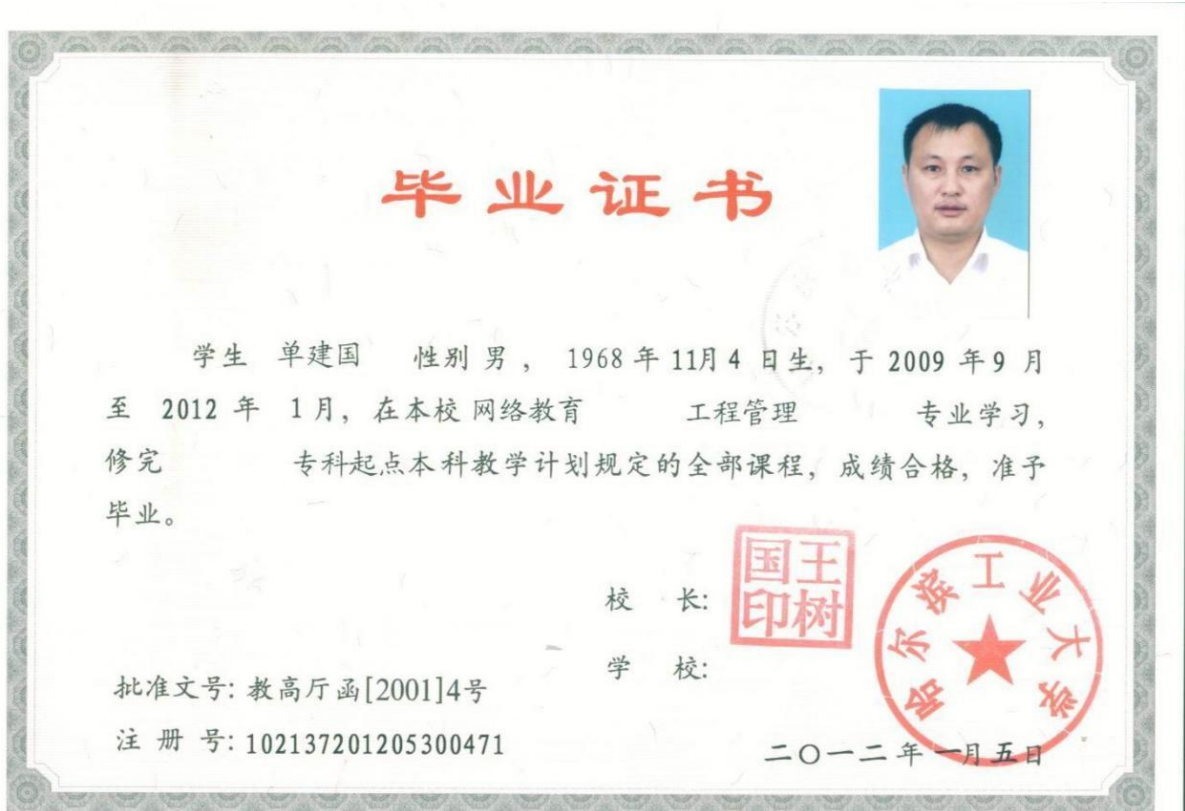 毕业证书
学生 单建国 性别 男 , 1968 年 11月 4 日生, 于 2009 年 9 月
至 2012 年 1 月, 在本校 网络教育 工程管理 专业学习,
修完 专科起点本科教学计划规定的全部课程, 成绩合格, 准予
毕业。
校 长:
王树国印
学 校:
哈尔滨工业大学
批准文号: 教高厅函[2001]4号
注 册 号: 102137201205300471
二〇一二年一月五日